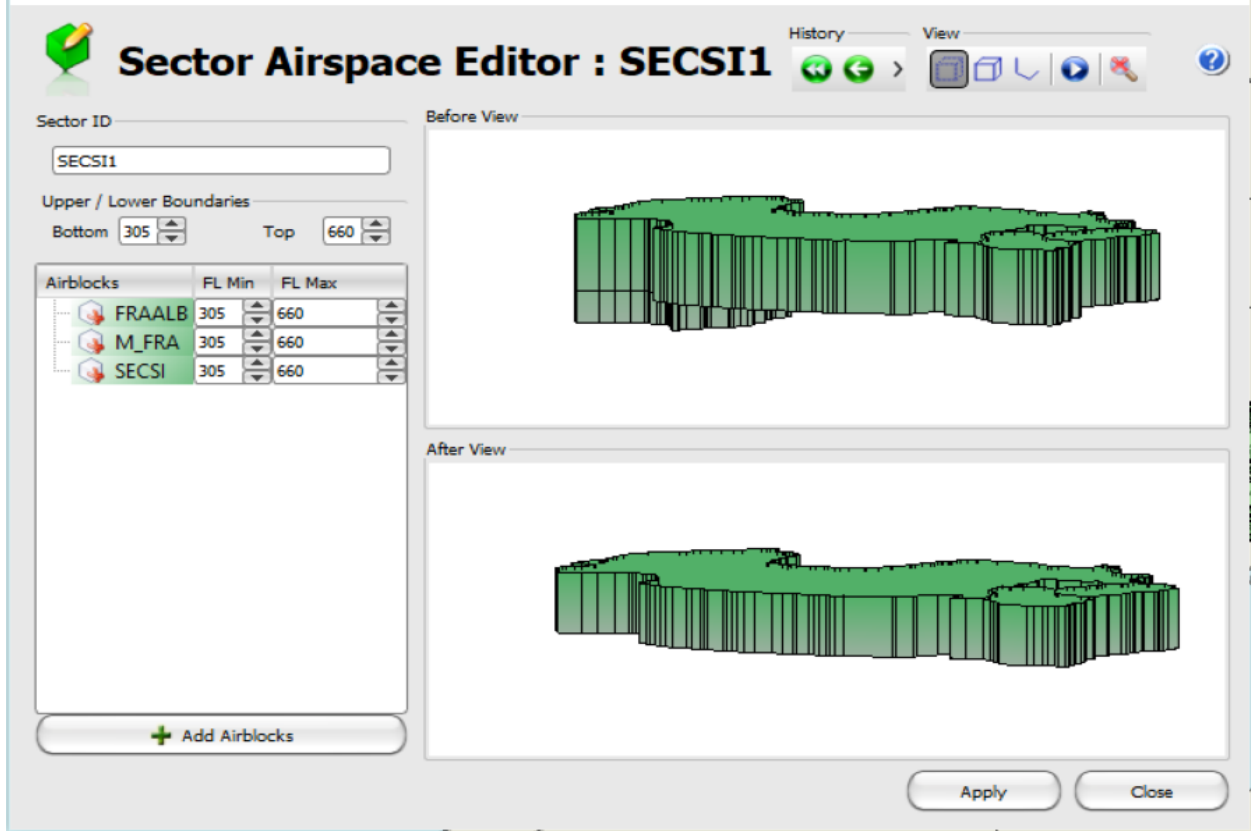 Sector Airspace Editor : SECSI1
History
View
Sector ID
SECSI1
Upper / Lower Boundaries
Bottom 305 Top 660
Airblocks FL Min FL Max
FRAALB 305 660
M_FRA 305 660
SECSI 305 660
Add Airblocks
Before View
After View
Apply Close